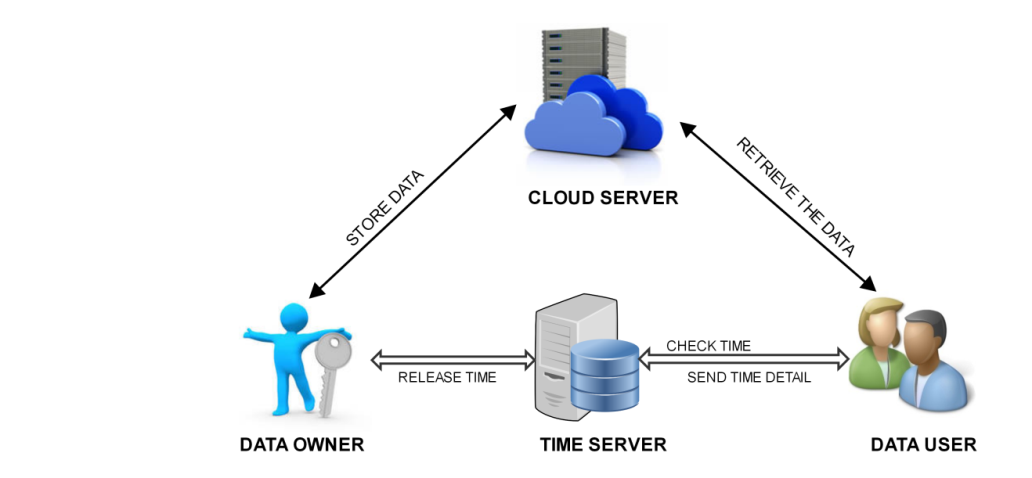 CLOUD SERVER
STORE DATA
RETRIEVE THE DATA
CHECK TIME
RELEASE TIME
SEND TIME DETAIL
DATA OWNER
TIME SERVER
DATA USER